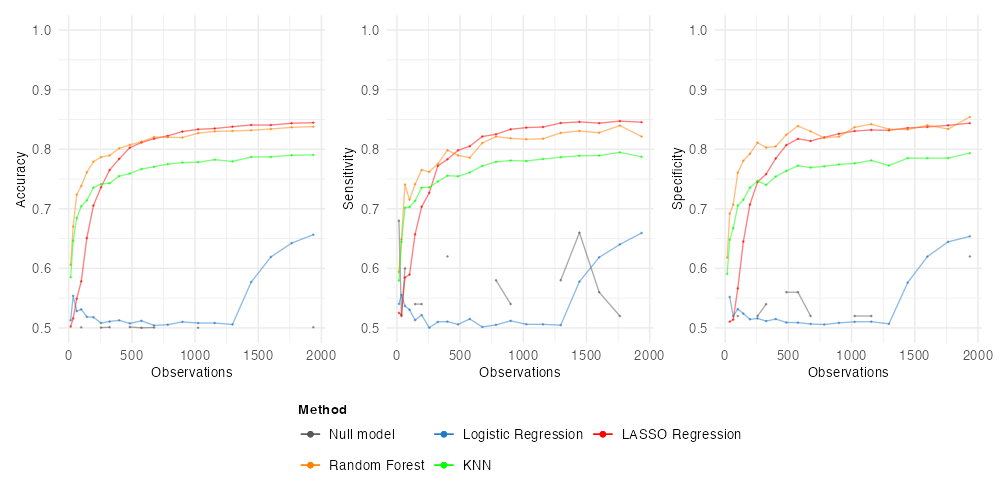 1.0
0.9
0.8
0.7
0.6
0.5
0
500
1000
1500
2000
Accuracy
Observations
1.0
0.9
0.8
0.7
0.6
0.5
0
500
1000
1500
2000
Sensitivity
Observations
1.0
0.9
0.8
0.7
0.6
0.5
0
500
1000
1500
2000
Specificity
Observations
Method
Null model
Logistic Regression
LASSO Regression
Random Forest
KNN